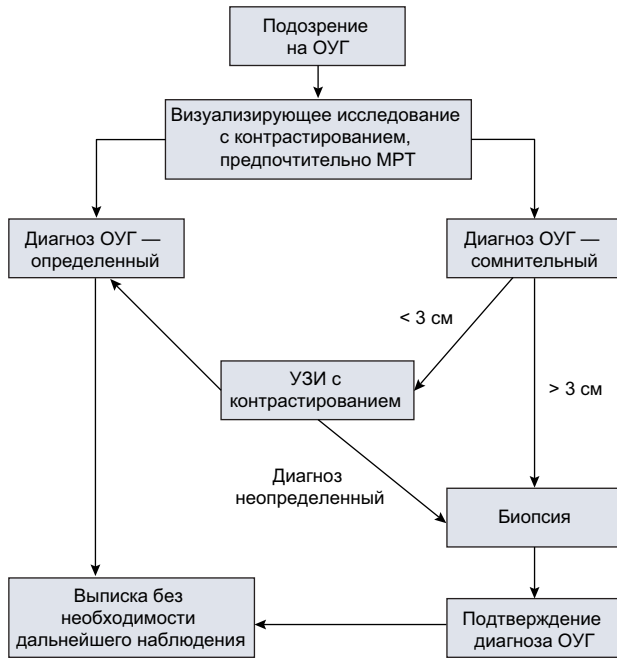 Подозрение
на ОУГ
Визуализирующее исследование
с контрастированием,
предпочтительно МРТ
Диагноз ОУГ —
определенный
Диагноз ОУГ —
сомнительный
< 3 см
УЗИ с
контрастированием
> 3 см
Диагноз
неопределенный
Биопсия
Выписка без
необходимости
дальнейшего наблюдения
Подтверждение
диагноза ОУГ